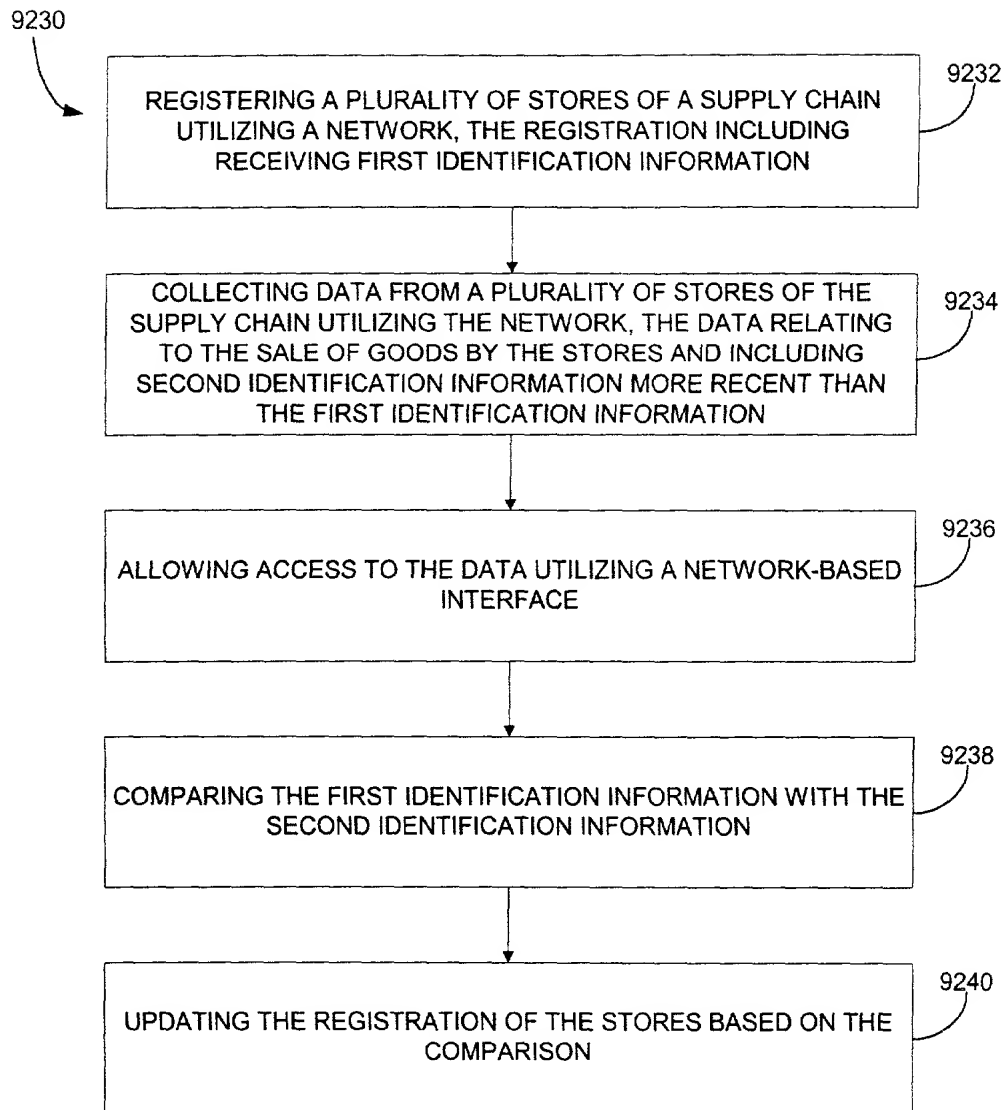 9230
9232
REGISTERING A PLURALITY OF STORES OF A SUPPLY CHAIN
UTILIZING A NETWORK, THE REGISTRATION INCLUDING
RECEIVING FIRST IDENTIFICATION INFORMATION
9234
COLLECTING DATA FROM A PLURALITY OF STORES OF THE
SUPPLY CHAIN UTILIZING THE NETWORK, THE DATA RELATING
TO THE SALE OF GOODS BY THE STORES AND INCLUDING
SECOND IDENTIFICATION INFORMATION MORE RECENT THAN
THE FIRST IDENTIFICATION INFORMATION
9236
ALLOWING ACCESS TO THE DATA UTILIZING A NETWORK-BASED
INTERFACE
9238
COMPARING THE FIRST IDENTIFICATION INFORMATION WITH THE
SECOND IDENTIFICATION INFORMATION
9240
UPDATING THE REGISTRATION OF THE STORES BASED ON THE
COMPARISON